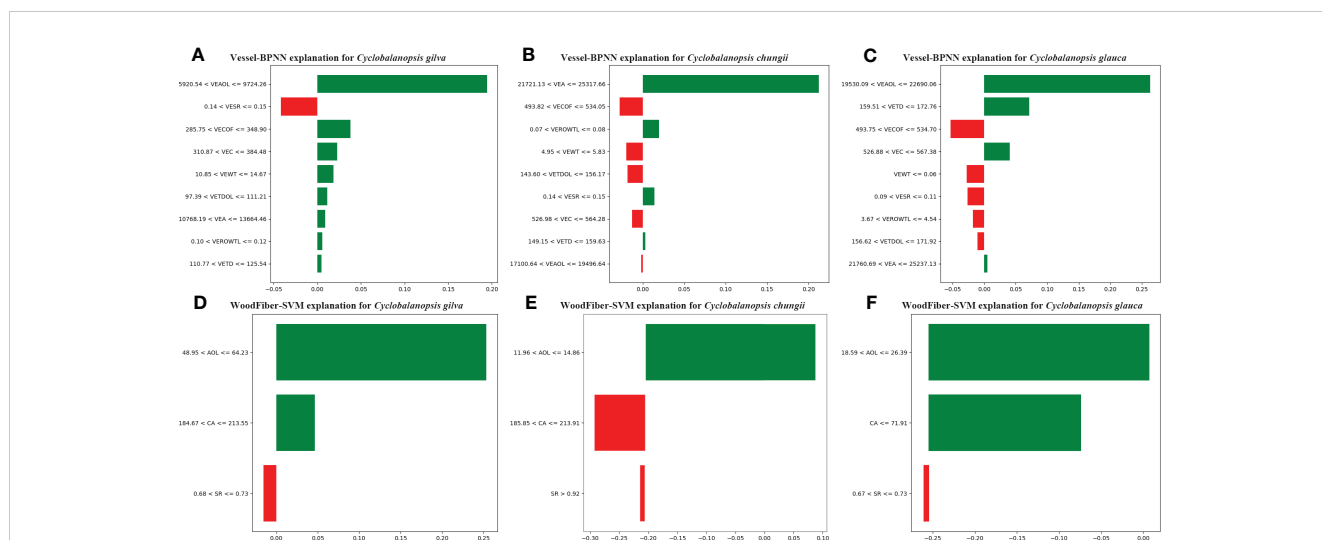 A
Vessel-BPNN explanation for Cyclobalanopsis gilva
5920.54 < VEAOL <= 9724.26
0.14 < VESR <= 0.15
285.75 < VECOF <= 348.90
310.87 < VEC <= 384.48
10.85 < VEWT <= 14.67
97.39 < VETDOL <= 111.21
10768.19 < VEA <= 13664.46
0.10 < VEROWTL <= 0.12
110.77 < VETD <= 125.54
−0.05 0.00 0.05 0.10 0.15 0.20
B
Vessel-BPNN explanation for Cyclobalanopsis chungii
21721.13 < VEA <= 25317.66
493.82 < VECOF <= 534.05
0.07 < VEROWTL <= 0.08
4.95 < VEWT <= 5.83
143.60 < VETDOL <= 156.17
0.14 < VESR <= 0.15
526.98 < VEC <= 564.28
149.15 < VETD <= 159.63
17100.64 < VEAOL <= 19496.64
0.00 0.05 0.10 0.15 0.20
C
Vessel-BPNN explanation for Cyclobalanopsis glauca
19530.09 < VEAOL <= 22690.06
159.51 < VETD <= 172.76
493.75 < VECOF <= 534.70
526.88 < VEC <= 567.38
VEWT <= 0.06
0.09 < VESR <= 0.11
3.67 < VEROWTL <= 4.54
156.62 < VETDOL <= 171.92
21760.69 < VEA <= 25237.13
−0.05 0.00 0.05 0.10 0.15 0.20 0.25
D
WoodFiber-SVM explanation for Cyclobalanopsis gilva
48.95 < AOL <= 64.23
184.67 < CA <= 213.55
0.68 < SR <= 0.73
0.00 0.05 0.10 0.15 0.20 0.25
E
WoodFiber-SVM explanation for Cyclobalanopsis chungii
11.96 < AOL <= 14.86
185.85 < CA <= 213.91
SR > 0.92
−0.30 −0.25 −0.20 −0.15 −0.10 −0.05 0.00 0.05 0.10
F
WoodFiber-SVM explanation for Cyclobalanopsis glauca
18.59 < AOL <= 26.39
CA <= 71.91
0.67 < SR <= 0.73
−0.25 −0.20 −0.15 −0.10 −0.05 0.00